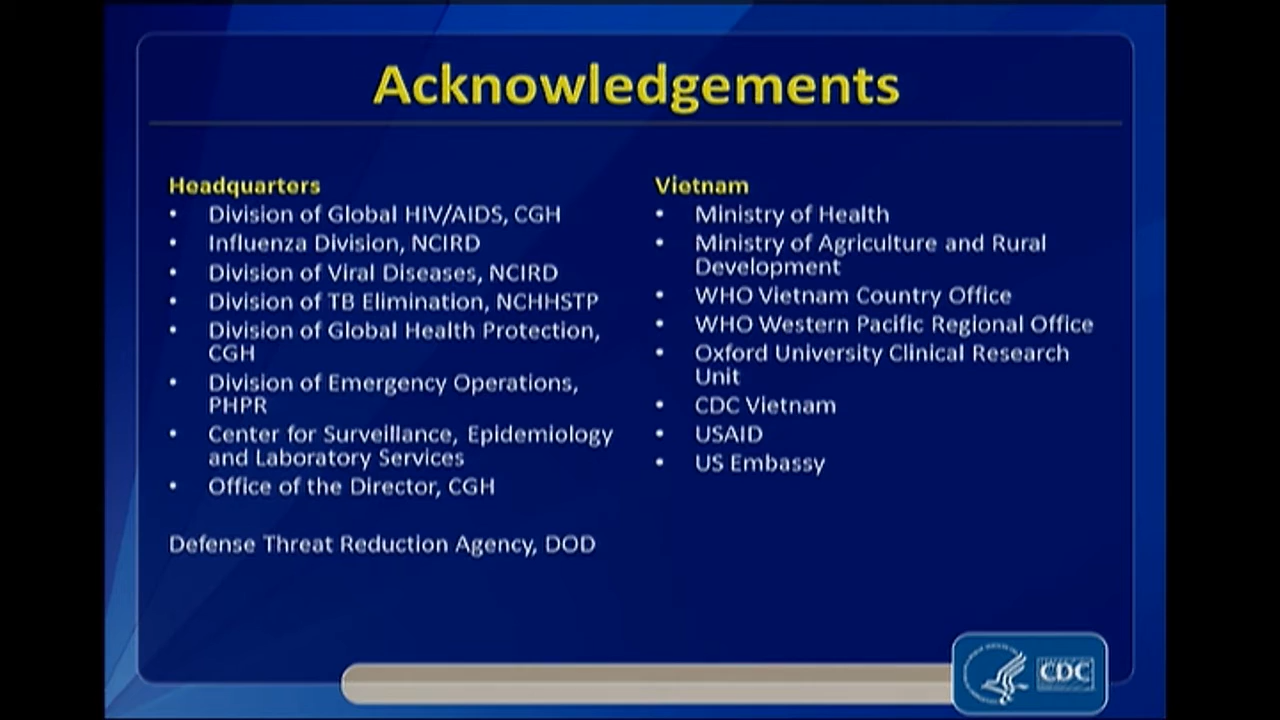 Acknowledgements
Headquarters
• Division of Global HIV/AIDS, CGH
• Influenza Division, NCIRD
• Division of Viral Diseases, NCIRD
• Division of TB Elimination, NCHHSTP
• Division of Global Health Protection,
CGH
• Division of Emergency Operations,
PHPR
• Center for Surveillance, Epidemiology
and Laboratory Services
• Office of the Director, CGH
Defense Threat Reduction Agency, DOD
Vietnam
• Ministry of Health
• Ministry of Agriculture and Rural
Development
• WHO Vietnam Country Office
• WHO Western Pacific Regional Office
• Oxford University Clinical Research
Unit
• CDC Vietnam
• USAID
• US Embassy
CDC